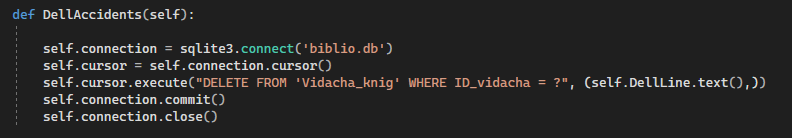 def DellAccidents(self):
self.connection = sqlite3.connect('biblio.db')
self.cursor = self.connection.cursor()
self.cursor.execute("DELETE FROM 'Vidacha_knig' WHERE ID_vidacha = ?", (self.DellLine.text(),))
self.connection.commit()
self.connection.close()